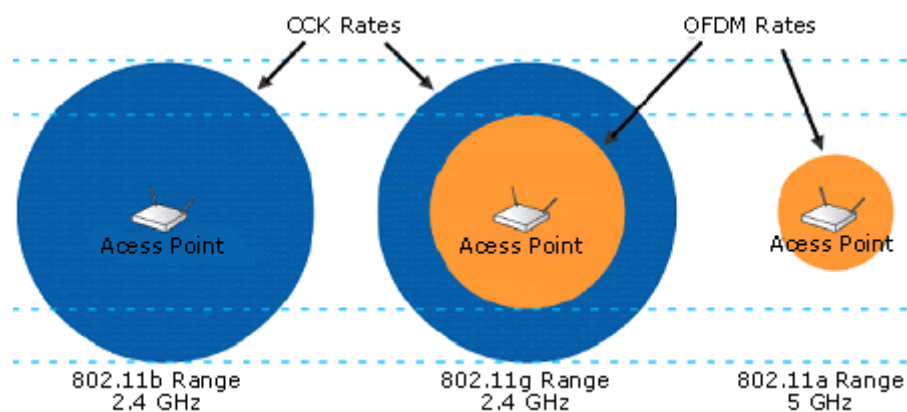 CCK Rates
OFDM Rates
Acess Point
Acess Point
Acess Point
802.11b Range
2.4 GHz
802.11g Range
2.4 GHz
802.11a Range
5 GHz